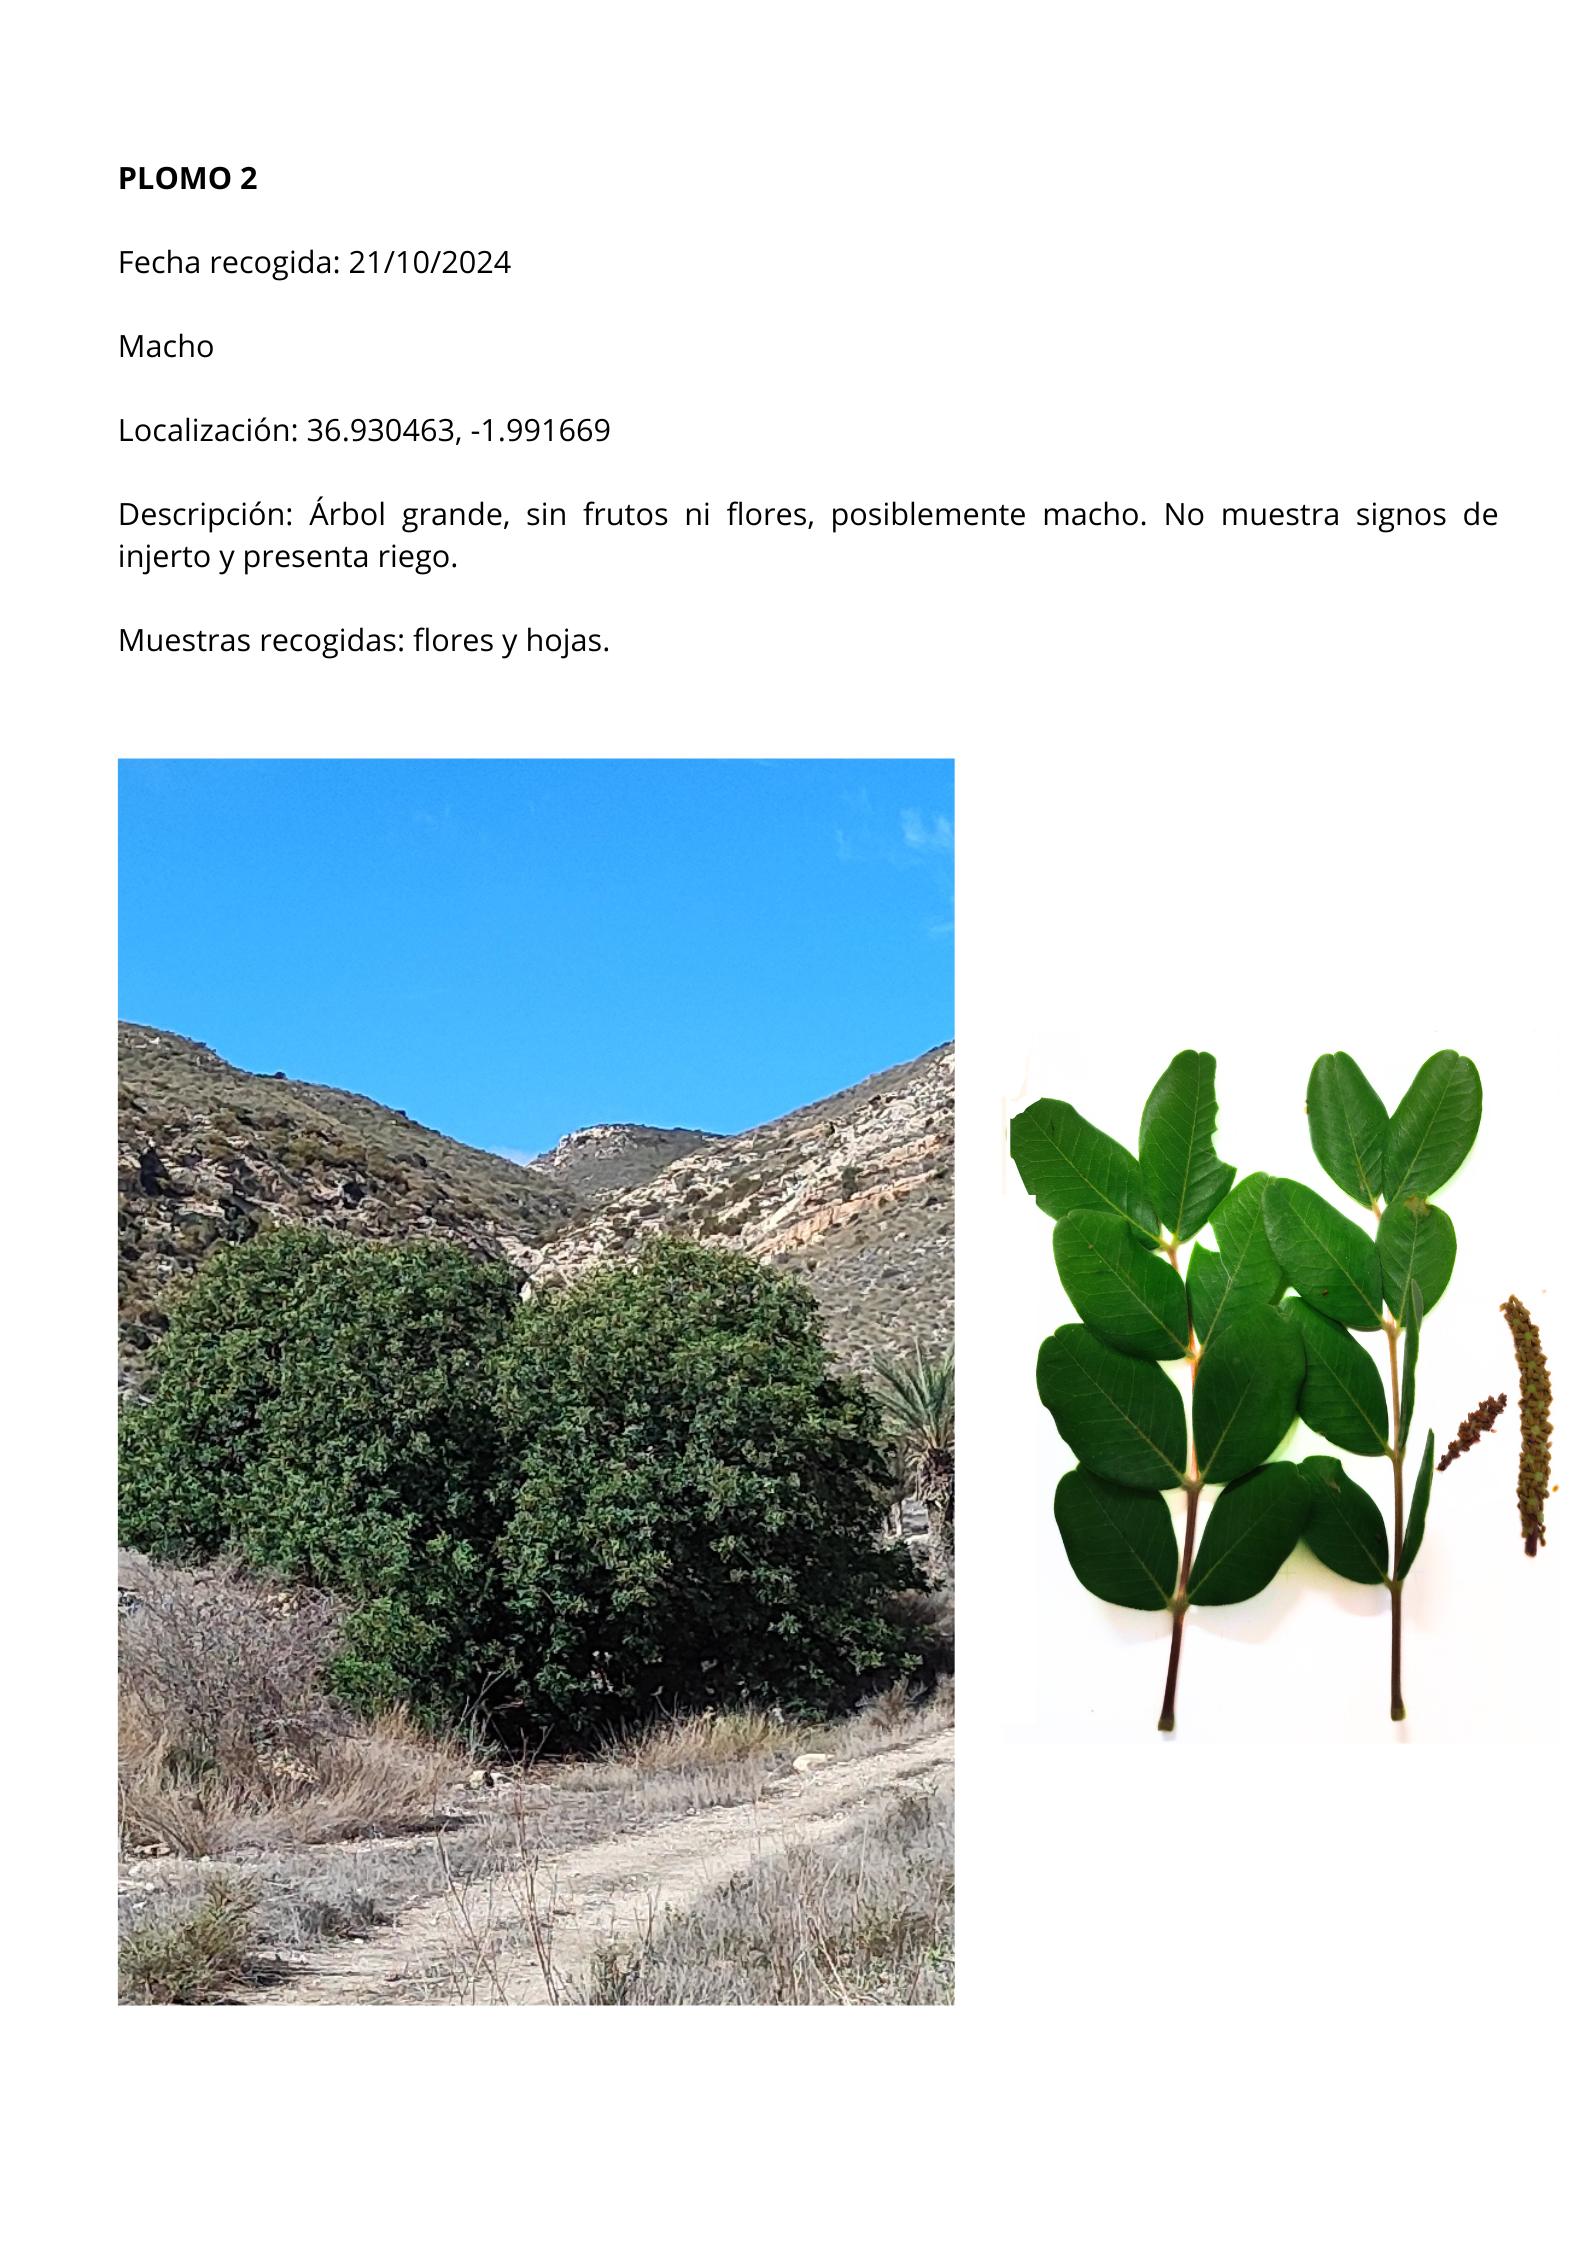 PLOMO 2
Fecha recogida: 21/10/2024
Macho
Localización: 36.930463, -1.991669
Descripción: Árbol grande, sin frutos ni flores, posiblemente macho. No muestra signos de
injerto y presenta riego.
Muestras recogidas: flores y hojas.